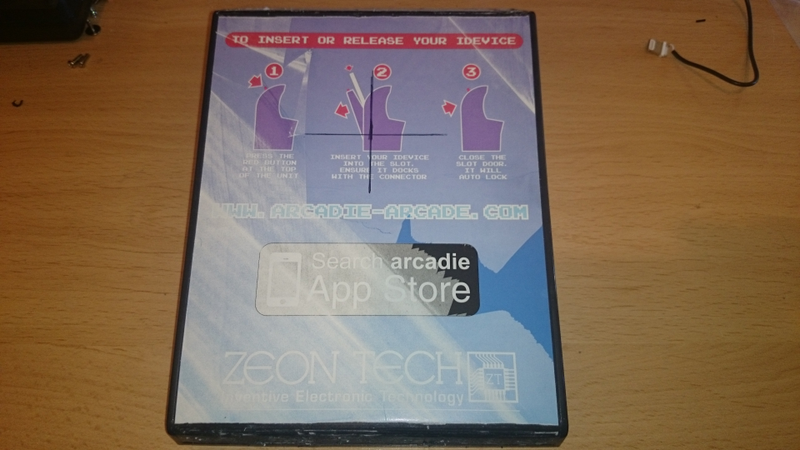 TO INSERT OR RELEASE YOUR IDEVICE
1 2 3
PRESS THE
RED BUTTON
AT THE TOP
OF THE UNIT
INSERT YOUR IDEVICE
INTO THE SLOT.
ENSURE IT DOCKS
WITH THE CONNECTOR
CLOSE THE
SLOT DOOR.
IT WILL
AUTO LOCK
WWW.ARCADIE-ARCADE.COM
Search arcadie
App Store
ZEON TECH
ZT
Inventive Electronic Technology